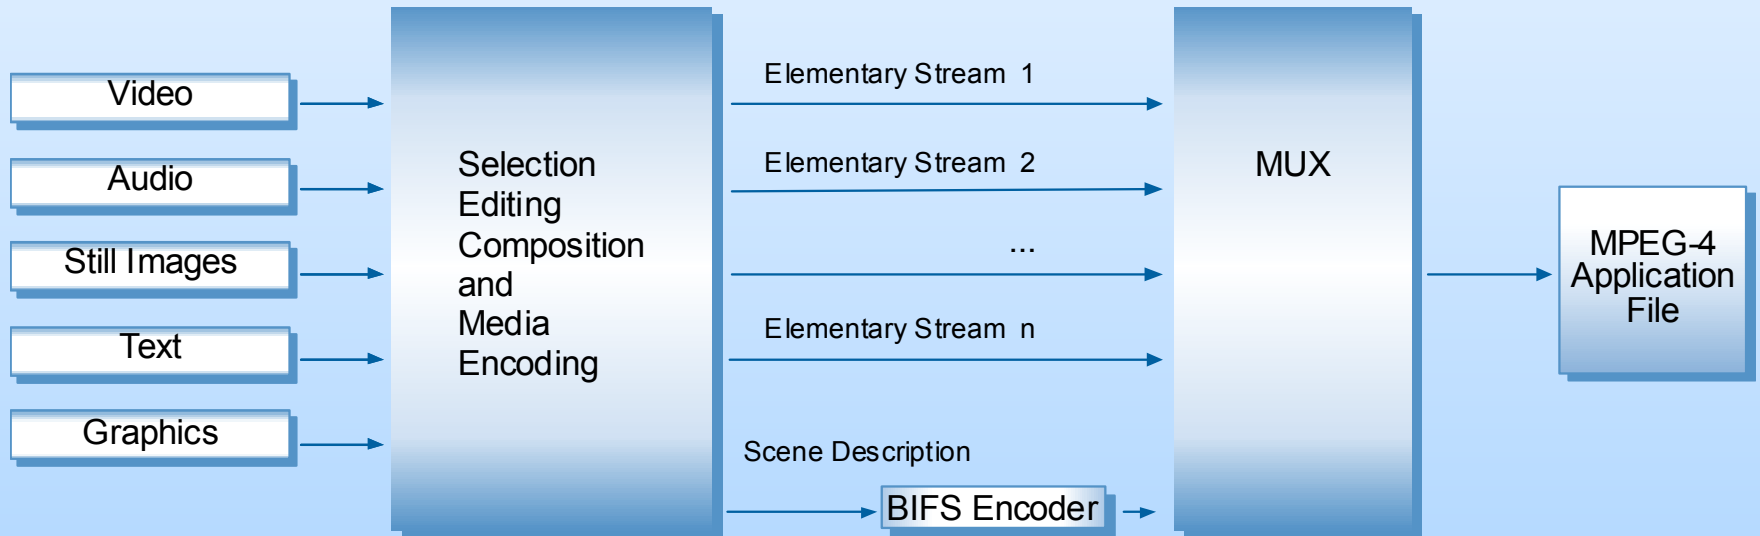 Video
Audio
Still Images
Text
Graphics
Selection
Editing
Composition
and
Media
Encoding
Elementary Stream 1
Elementary Stream 2
...
Elementary Stream n
Scene Description
BIFS Encoder
MUX
MPEG-4
Application
File